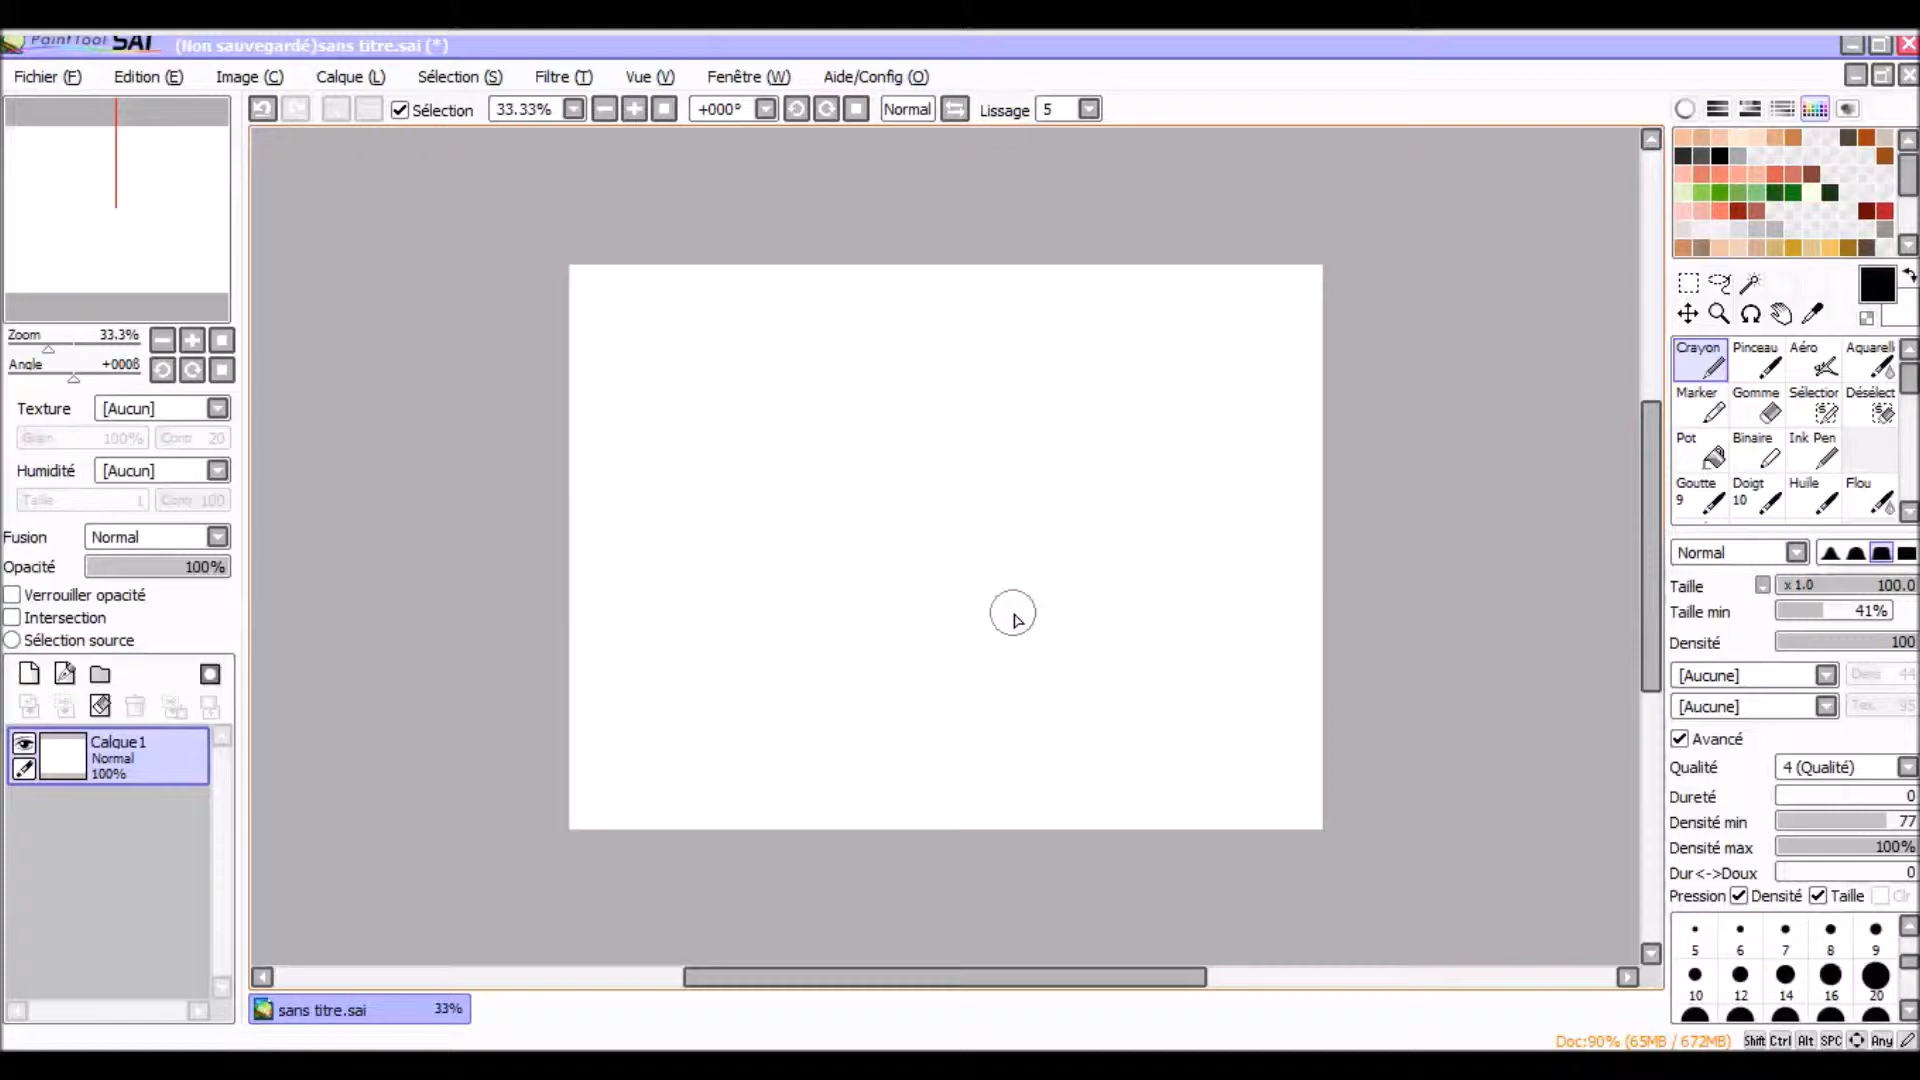 PaintTool SAI (Non sauvegardé)sans titre.sai (*)
Fichier (F) Edition (E) Image (C) Calque (L) Sélection (S) Filtre (T) Vue (V) Fenêtre (W) Aide/Config (O)
Sélection 33.33% +000° Normal Lissage 5
Zoom 33.3%
Angle +000ß
Texture [Aucun]
Grain 100% Contr 20
Humidité [Aucun]
Taille 1 Contr 100
Fusion Normal
Opacité 100%
Verrouiller opacité
Intersection
Sélection source
Calque1
Normal
100%
sans titre.sai 33%
Crayon Pinceau Aéro Aquarell
Marker Gomme Sélection Désélect
Pot Binaire Ink Pen
Goutte Doigt Huile Flou
9 10
Normal
Taille x 1.0 100.0
Taille min 41%
Densité 100
[Aucune] Dens 44
[Aucune] Tex. 95
Avancé
Qualité 4 (Qualité)
Dureté 0
Densité min 77
Densité max 100%
Dur<->Doux 0
Pression Densité Taille Clr
5 6 7 8 9
10 12 14 16 20
Doc:90% (65MB / 672MB) Shift Ctrl Alt SPC Any